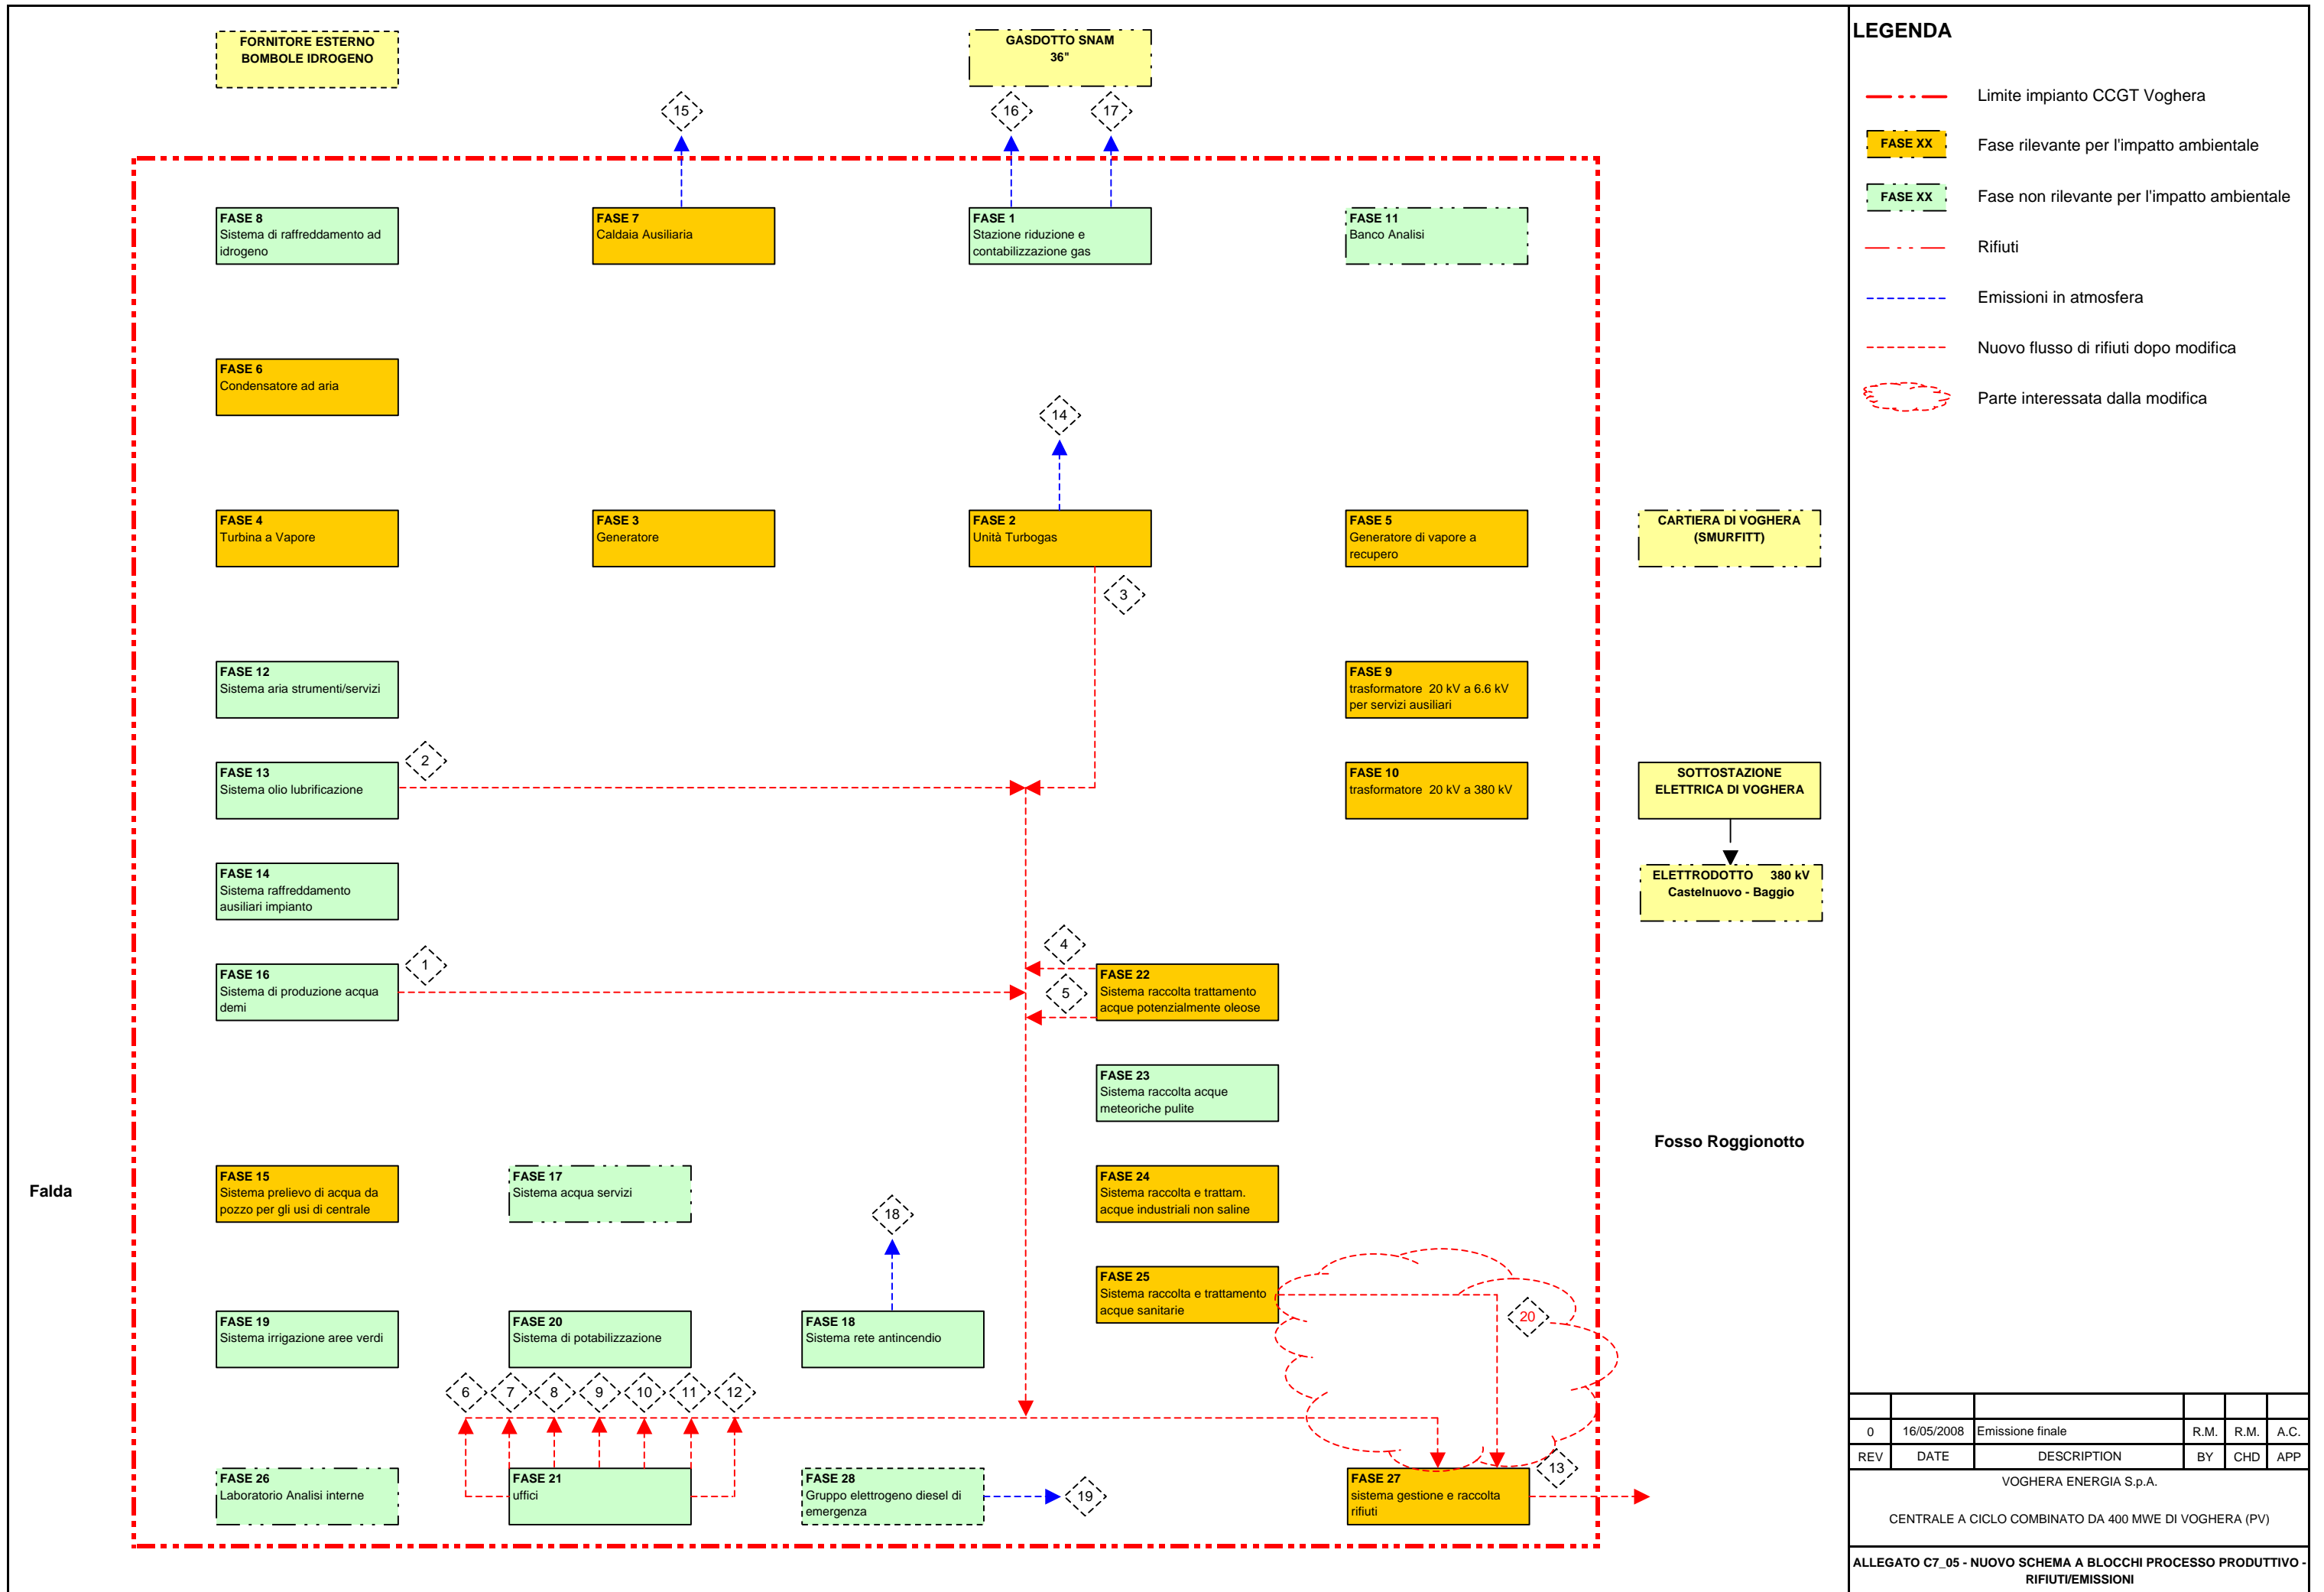 FORNITORE ESTERNO
BOMBOLE IDROGENO
GASDOTTO SNAM
36"
15
16
17
FASE 8
Sistema di raffreddamento ad
idrogeno
FASE 7
Caldaia Ausiliaria
FASE 1
Stazione riduzione e
contabilizzazione gas
FASE 11
Banco Analisi
FASE 6
Condensatore ad aria
14
FASE 4
Turbina a Vapore
FASE 3
Generatore
FASE 2
Unità Turbogas
FASE 5
Generatore di vapore a
recupero
CARTIERA DI VOGHERA
(SMURFITT)
3
FASE 12
Sistema aria strumenti/servizi
FASE 9
trasformatore 20 kV a 6.6 kV
per servizi ausiliari
2
FASE 13
Sistema olio lubrificazione
FASE 10
trasformatore 20 kV a 380 kV
SOTTOSTAZIONE
ELETTRICA DI VOGHERA
FASE 14
Sistema raffreddamento
ausiliari impianto
ELETTRODOTTO 380 kV
Castelnuovo - Baggio
1
4
5
FASE 16
Sistema di produzione acqua
demi
FASE 22
Sistema raccolta trattamento
acque potenzialmente oleose
FASE 23
Sistema raccolta acque
meteoriche pulite
Fosso Roggionotto
Falda
FASE 15
Sistema prelievo di acqua da
pozzo per gli usi di centrale
FASE 17
Sistema acqua servizi
18
FASE 24
Sistema raccolta e trattam.
acque industriali non saline
FASE 25
Sistema raccolta e trattamento
acque sanitarie
20
FASE 19
Sistema irrigazione aree verdi
FASE 20
Sistema di potabilizzazione
FASE 18
Sistema rete antincendio
6 7 8 9 10 11 12
13
FASE 26
Laboratorio Analisi interne
FASE 21
uffici
FASE 28
Gruppo elettrogeno diesel di
emergenza
19
FASE 27
sistema gestione e raccolta
rifiuti
LEGENDA
Limite impianto CCGT Voghera
FASE XX Fase rilevante per l'impatto ambientale
FASE XX Fase non rilevante per l'impatto ambientale
Rifiuti
Emissioni in atmosfera
Nuovo flusso di rifiuti dopo modifica
Parte interessata dalla modifica
0 16/05/2008 Emissione finale R.M. R.M. A.C.
REV DATE DESCRIPTION BY CHD APP
VOGHERA ENERGIA S.p.A.
CENTRALE A CICLO COMBINATO DA 400 MWE DI VOGHERA (PV)
ALLEGATO C7_05 - NUOVO SCHEMA A BLOCCHI PROCESSO PRODUTTIVO -
RIFIUTI/EMISSIONI